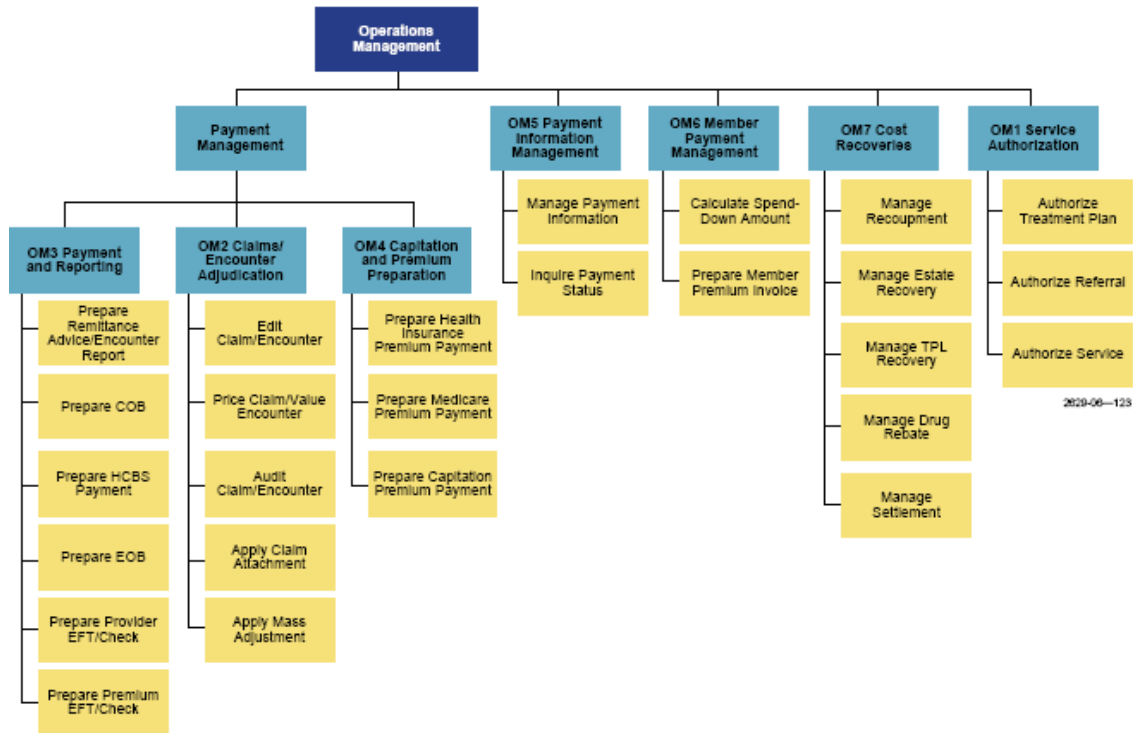 Operations
Management
Payment
Management
OM5 Payment
Information
Management
OM6 Member
Payment
Management
OM7 Cost
Recoveries
OM1 Service
Authorization
Manage Payment
Information
Inquire Payment
Status
Calculate Spend-
Down Amount
Prepare Member
Premium Invoice
Manage
Recoupment
Manage Estate
Recovery
Manage TPL
Recovery
Manage Drug
Rebate
Manage
Settlement
Authorize
Treatment Plan
Authorize Referral
Authorize Service
2629-06—123
OM3 Payment
and Reporting
Prepare
Remittance
Advice/Encounter
Report
Prepare COB
Prepare HCBS
Payment
Prepare EOB
Prepare Provider
EFT/Check
Prepare Premium
EFT/Check
OM2 Claims/
Encounter
Adjudication
Edit
Claim/Encounter
Price Claim/Value
Encounter
Audit
Claim/Encounter
Apply Claim
Attachment
Apply Mass
Adjustment
OM4 Capitation
and Premium
Preparation
Prepare Health
Insurance
Premium Payment
Prepare Medicare
Premium Payment
Prepare Capitation
Premium Payment